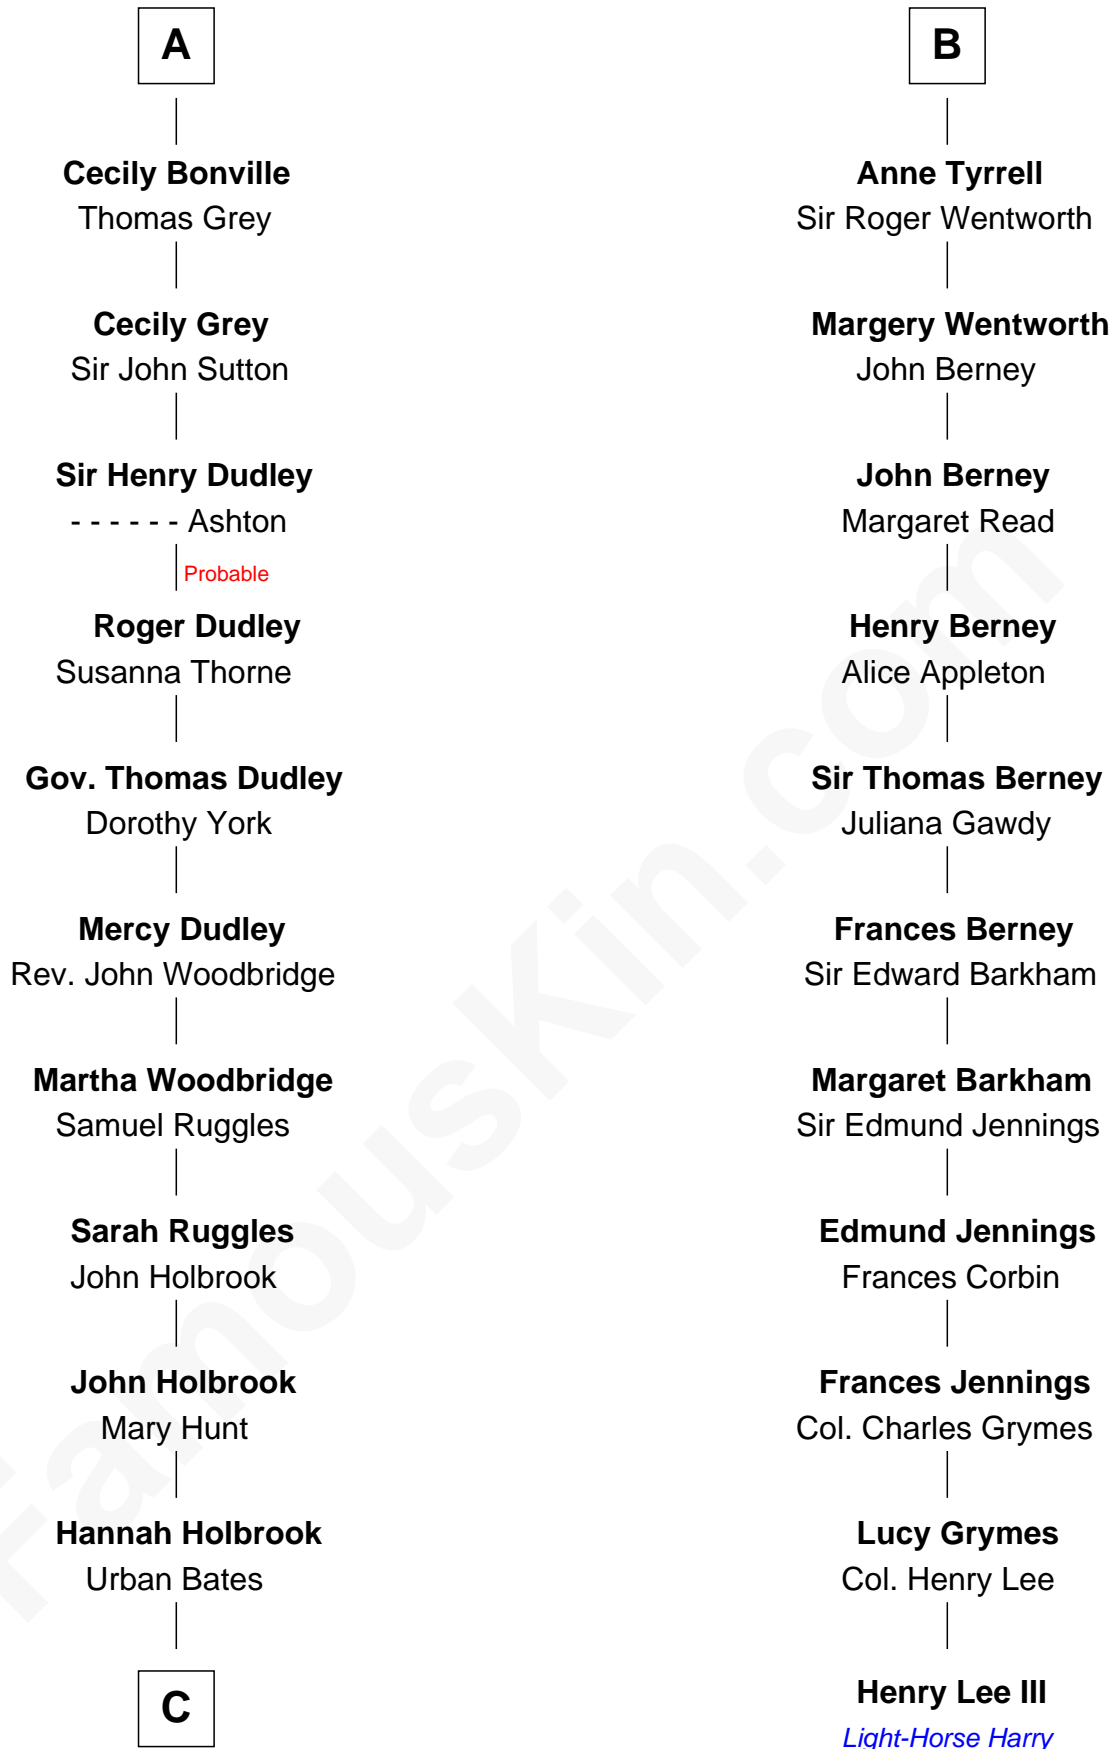 A
Cecily Bonville
Thomas Grey
Cecily Grey
Sir John Sutton
Sir Henry Dudley
- - - - - - Ashton
Probable
Roger Dudley
Susanna Thorne
Gov. Thomas Dudley
Dorothy York
Mercy Dudley
Rev. John Woodbridge
Martha Woodbridge
Samuel Ruggles
Sarah Ruggles
John Holbrook
John Holbrook
Mary Hunt
Hannah Holbrook
Urban Bates
C
B
Anne Tyrrell
Sir Roger Wentworth
Margery Wentworth
John Berney
John Berney
Margaret Read
Henry Berney
Alice Appleton
Sir Thomas Berney
Juliana Gawdy
Frances Berney
Sir Edward Barkham
Margaret Barkham
Sir Edmund Jennings
Edmund Jennings
Frances Corbin
Frances Jennings
Col. Charles Grymes
Lucy Grymes
Col. Henry Lee
Henry Lee III
Light-Horse Harry
FamousKin.com